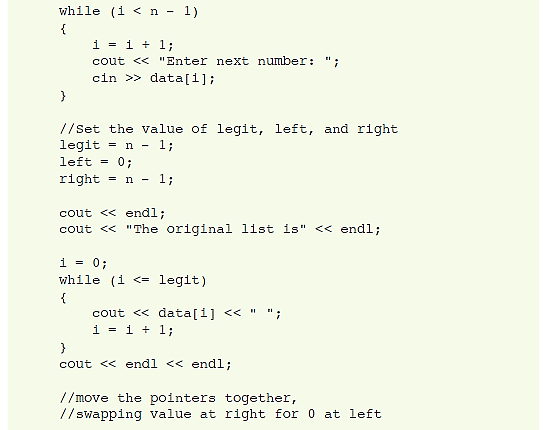 while (i < n - 1)
{
i = i + 1;
cout << "Enter next number: ";
cin >> data[i];
}
//Set the value of legit, left, and right
legit = n - 1;
left = 0;
right = n - 1;
cout << endl;
cout << "The original list is" << endl;
i = 0;
while (i <= legit)
{
cout << data[i] << " ";
i = i + 1;
}
cout << endl << endl;
//move the pointers together,
//swapping value at right for 0 at left